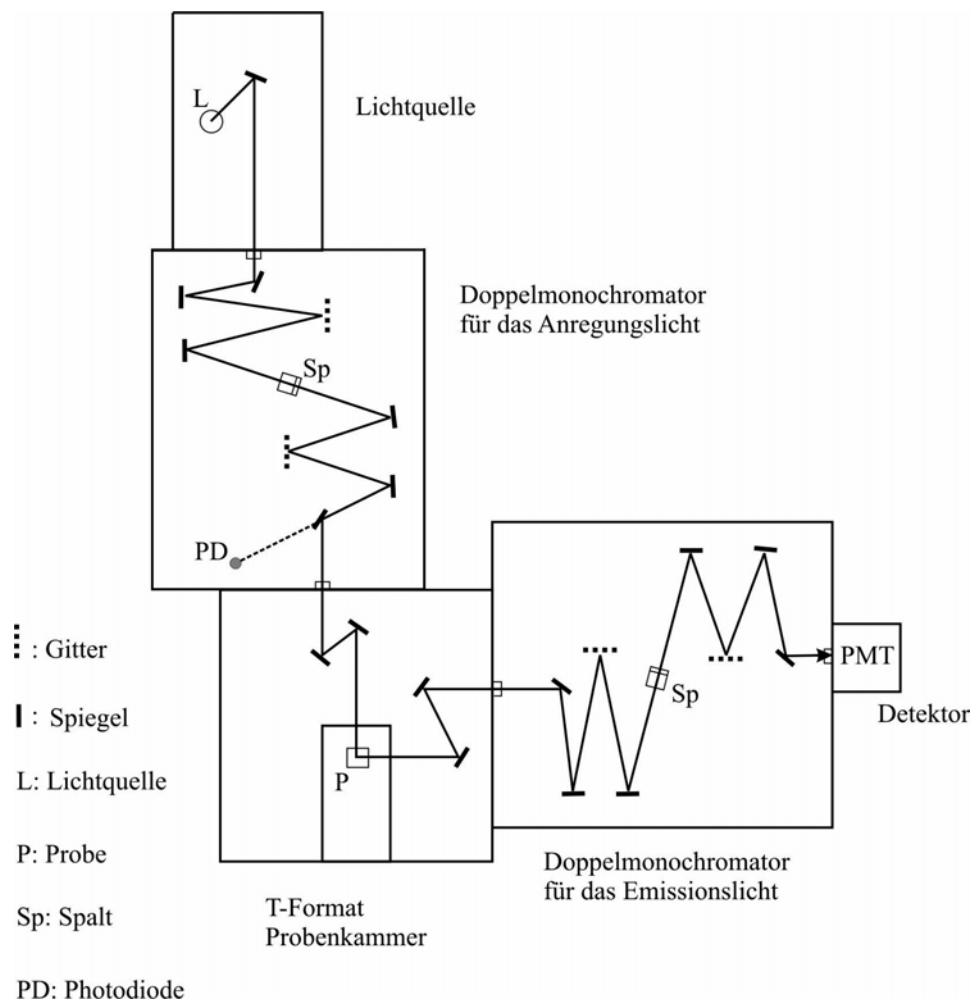 L
Lichtquelle
Doppelmonochromator
für das Anregungslicht
Sp
PD
: Gitter
: Spiegel
L: Lichtquelle
P: Probe
Sp: Spalt
PD: Photodiode
P
T-Format
Probenkammer
Sp
PMT
Detektor
Doppelmonochromator
für das Emissionslicht